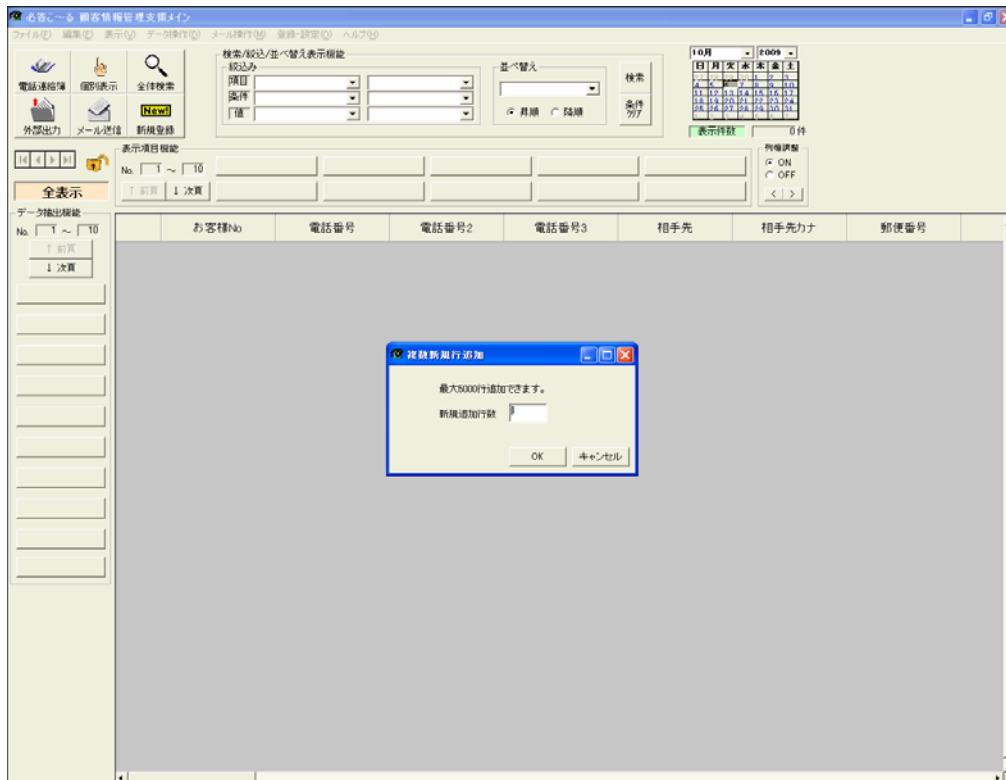 必答こ〜る 顧客情報管理支援メイン
ファイル(F) 編集(E) 表示(V) データ操作(D) メール操作(M) 登録・設定(O) ヘルプ(H)
電話連絡簿 個別表示 全体検索
New!
外部出力 メール送信 新規登録
検索/絞込/並べ替え表示機能
絞込み
項目
条件
値
並べ替え
昇順 降順
検索
条件
クリア
10月 2009
日 月 火 水 木 金 土
表示件数 0件
全表示
表示項目機能
No. 1 〜 10
↑ 前頁 ↓ 次頁
列幅調整
ON
OFF
< >
データ抽出機能
No. 1 〜 10
↑ 前頁
↓ 次頁
お客様No 電話番号 電話番号2 電話番号3 相手先 相手先カナ 郵便番号
複数新規行追加
最大5000行追加できます。
新規追加行数
OK キャンセル